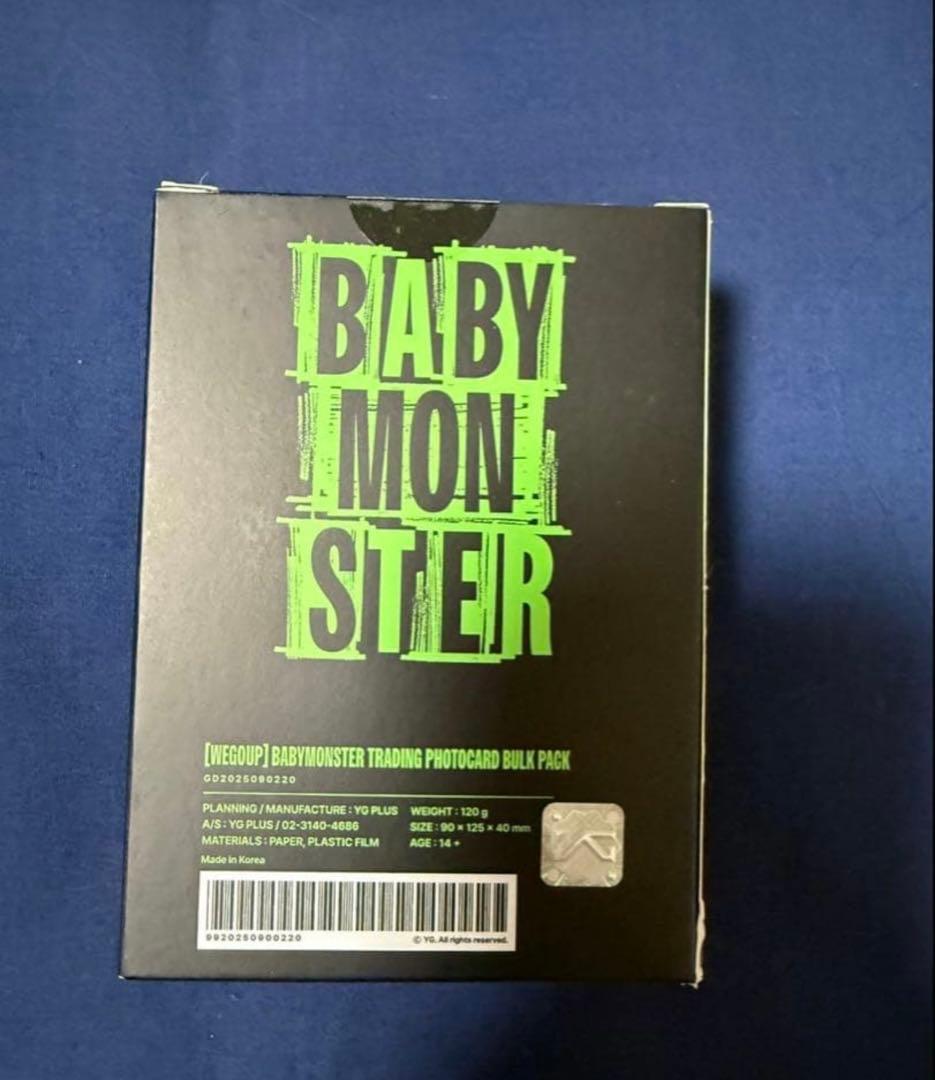 BABY
MON
STER
[WEGOUP] BABYMONSTER TRADING PHOTOCARD BULK PACK
GD2025090220
PLANNING / MANUFACTURE : YG PLUS WEIGHT : 120 g
A/S : YG PLUS / 02-3140-4686 SIZE : 90 × 125 × 40 mm
MATERIALS : PAPER, PLASTIC FILM AGE : 14 +
Made in Korea
9920250900220 © YG. All rights reserved.